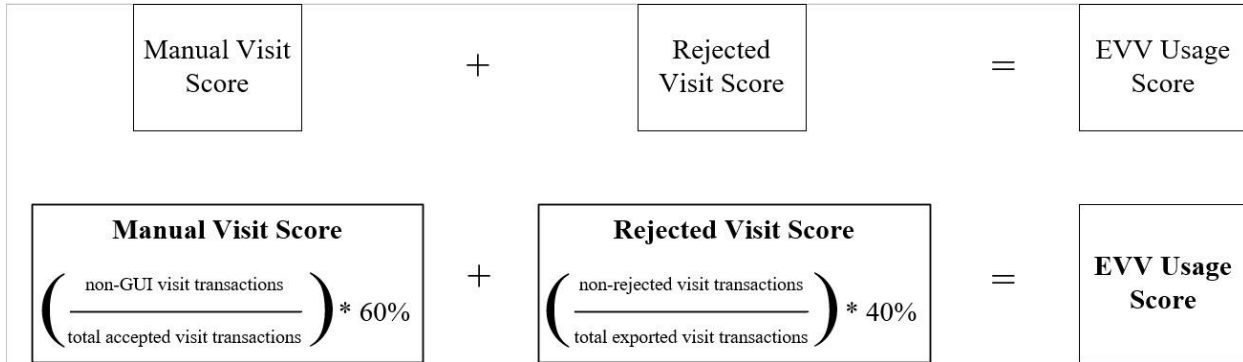 Manual Visit
Score
+
Rejected
Visit Score
=
EVV Usage
Score
Manual Visit Score
( non-GUI visit transactions
total accepted visit transactions ) * 60%
+
Rejected Visit Score
( non-rejected visit transactions
total exported visit transactions ) * 40%
=
EVV Usage
Score